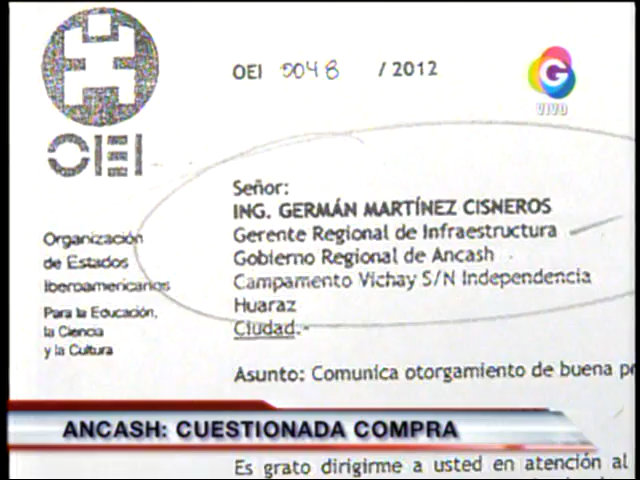 OEI 0048 / 2012
G
VIVO
OEI
Señor:
ING. GERMÁN MARTÍNEZ CISNEROS
Gerente Regional de Infraestructura
Gobierno Regional de Ancash
Campamento Vichay S/N Independencia
Huaraz
Ciudad.-
Organización
de Estados
Iberoamericanos
Para la Educación,
la Ciencia
y la Cultura
Asunto: Comunica otorgamiento de buena
ANCASH: CUESTIONADA COMPRA
Es grato dirigirme a usted en atención al